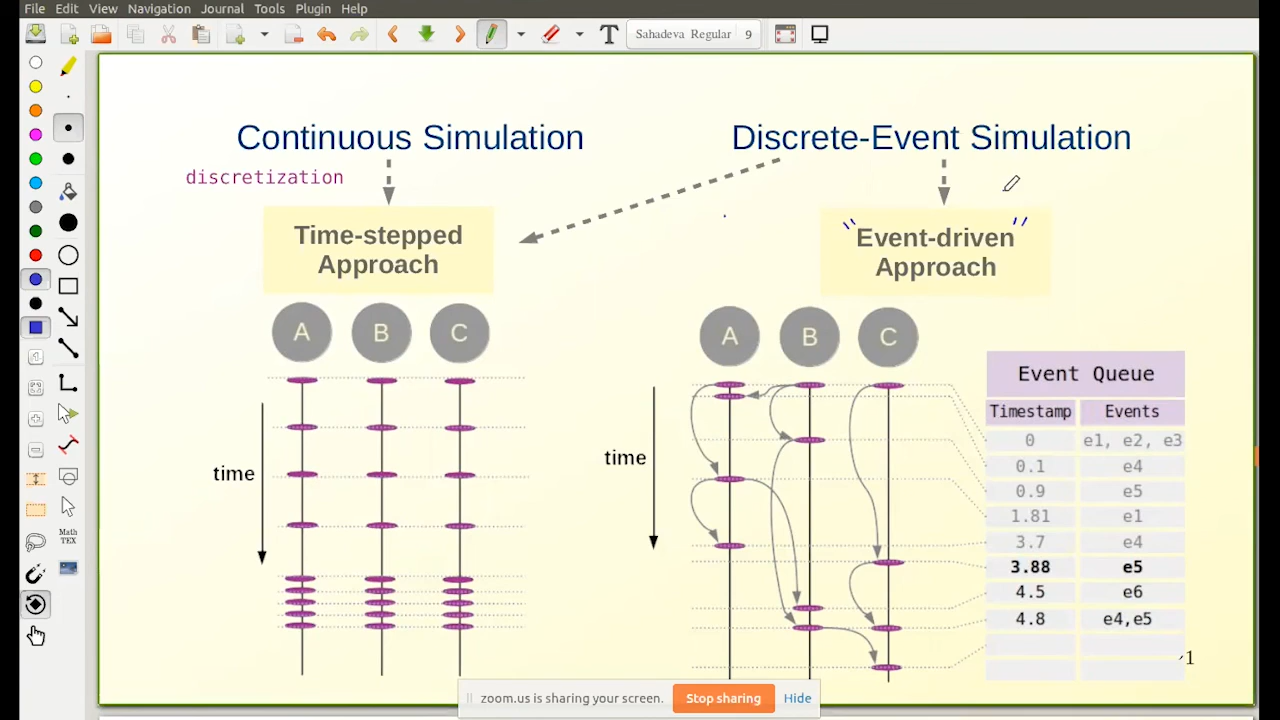 File Edit View Navigation Journal Tools Plugin Help
Sahadeva Regular 9
Continuous Simulation
Discrete-Event Simulation
discretization
Time-stepped
Approach
"Event-driven"
Approach
A B C
A B C
time
time
Event Queue
Timestamp Events
0 e1, e2, e3
0.1 e4
0.9 e5
1.81 e1
3.7 e4
3.88 e5
4.5 e6
4.8 e4,e5
1
Math
TEX
zoom.us is sharing your screen. Stop sharing Hide